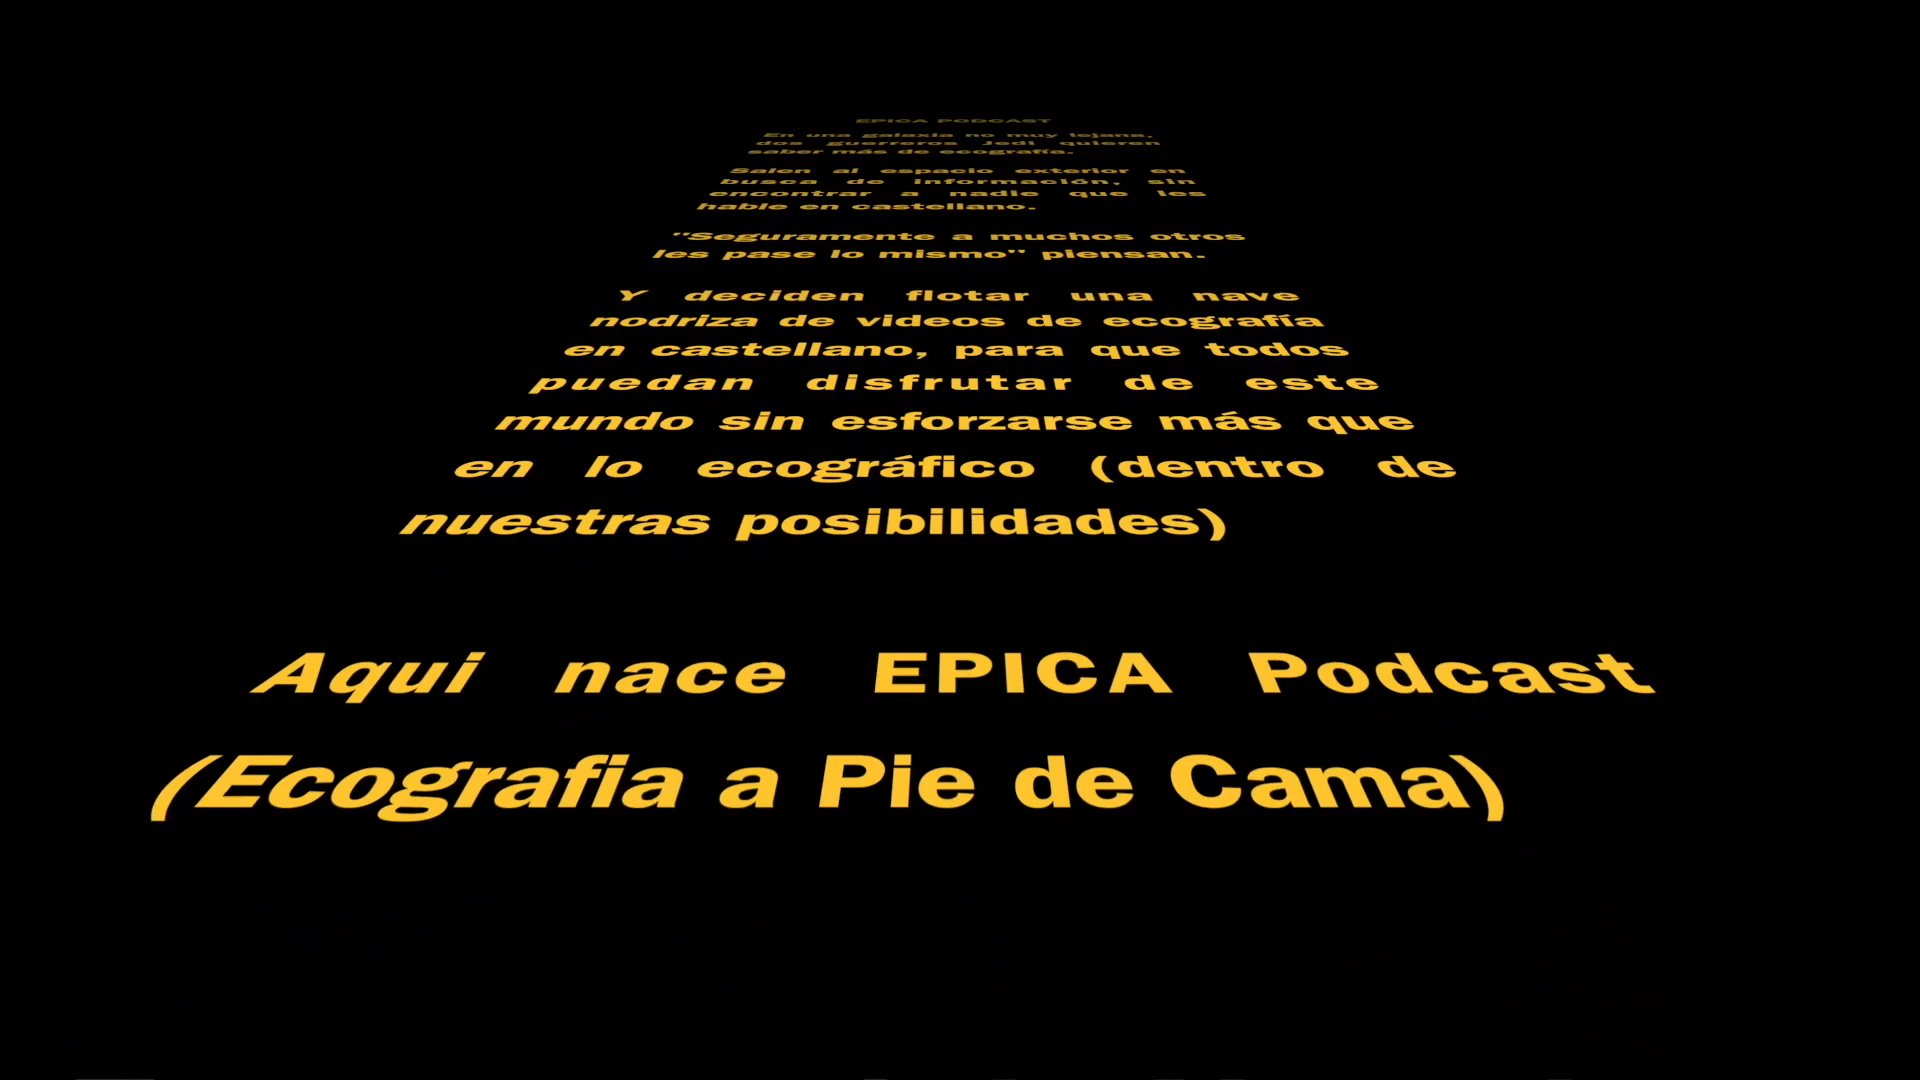 EPICA PODCAST
En una galaxia no muy lejana,
dos guerreros Jedi quieren
saber más de ecografía.
Salen al espacio exterior en
busca de información, sin
encontrar a nadie que les
hable en castellano.
"Seguramente a muchos otros
les pase lo mismo" piensan.
Y deciden flotar una nave
nodriza de videos de ecografía
en castellano, para que todos
puedan disfrutar de este
mundo sin esforzarse más que
en lo ecográfico (dentro de
nuestras posibilidades)
Aqui nace EPICA Podcast
(Ecografia a Pie de Cama)